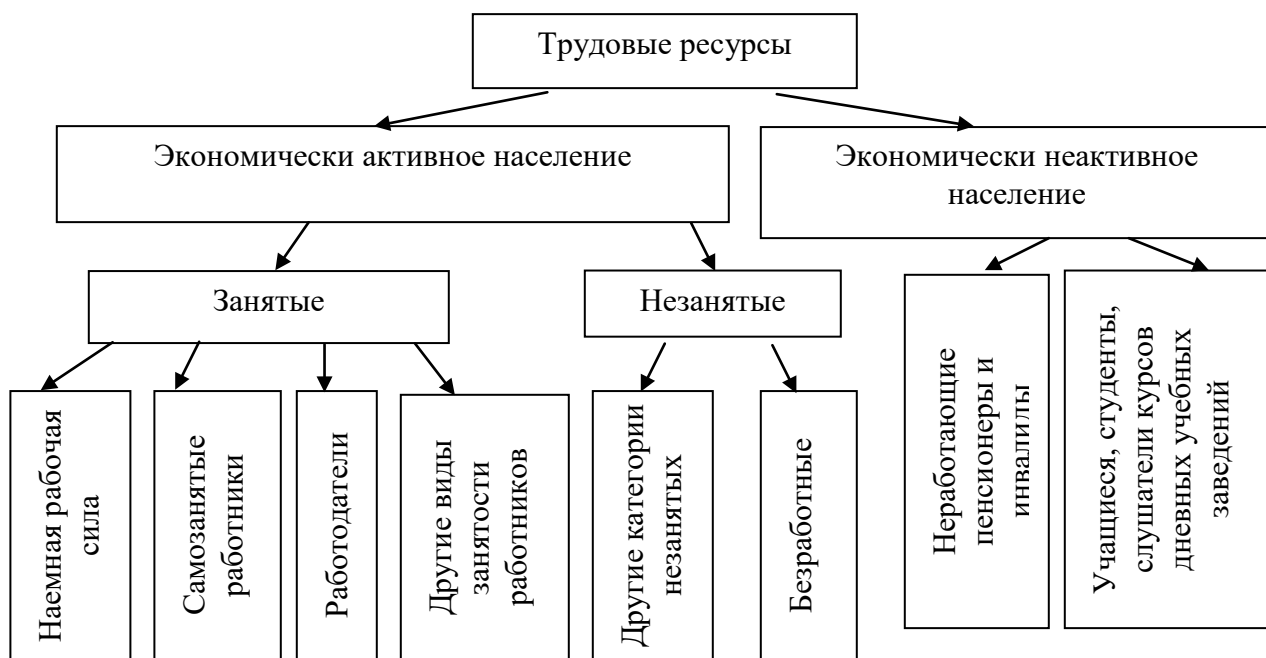 Трудовые ресурсы
Экономически активное население
Экономически неактивное
население
Занятые
Незанятые
Наемная рабочая
сила
Самозанятые
работники
Работодатели
Другие виды
занятости
работников
Другие категории
незанятых
Безработные
Неработающие
пенсионеры и
инвалилы
Учащиеся, студенты,
слушатели курсов
дневных учебных
заведений